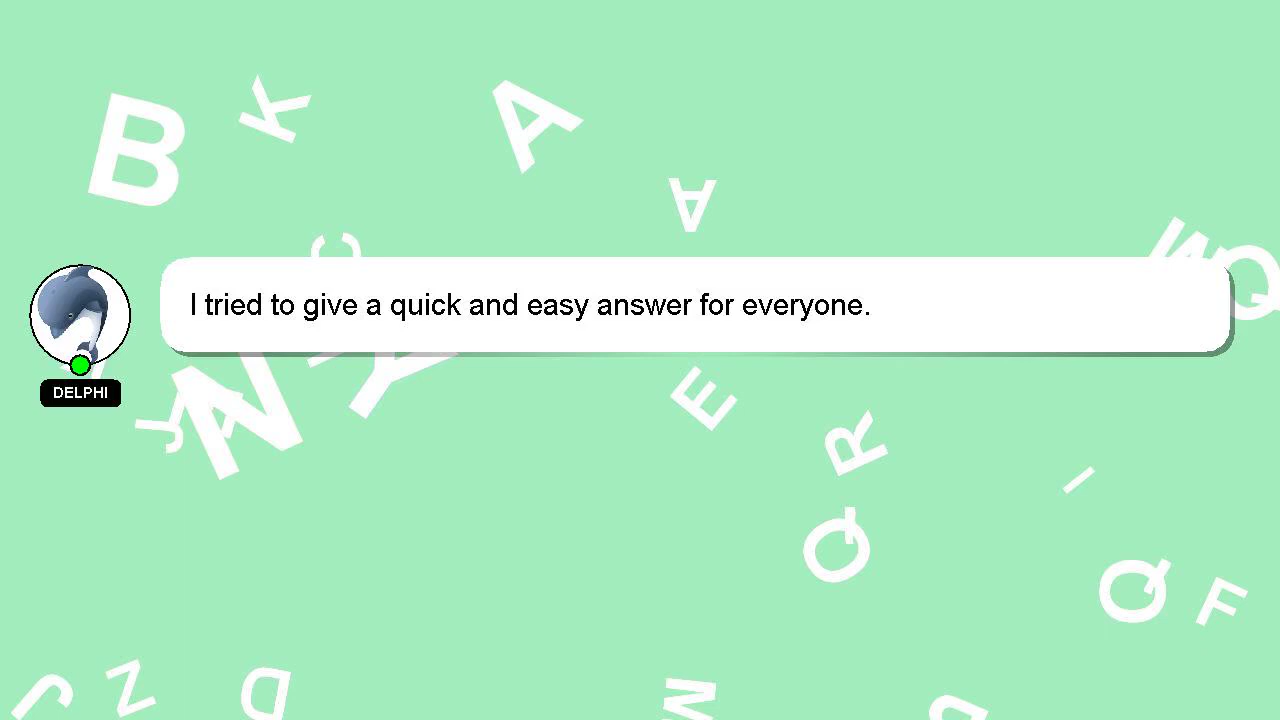 B
K
A
A
C
M
Q
I tried to give a quick and easy answer for everyone.
DELPHI
N
Y
J
A
E
R
I
Q
Q
F
J
Z
D
M